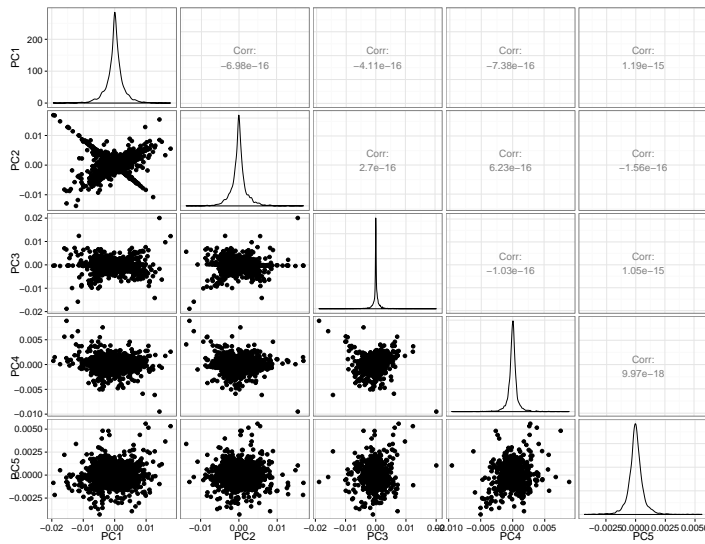 PC1
200
100
0
Corr:
−6.98e−16
Corr:
−4.11e−16
Corr:
−7.38e−16
Corr:
1.19e−15
PC2
0.01
0.00
−0.01
Corr:
2.7e−16
Corr:
6.23e−16
Corr:
−1.56e−16
PC3
0.02
0.01
0.00
−0.01
−0.02
Corr:
−1.03e−16
Corr:
1.05e−15
PC4
0.005
0.000
−0.005
−0.010
Corr:
9.97e−18
PC5
0.0050
0.0025
0.0000
−0.0025
−0.02 −0.01 0.00 0.01
−0.01 0.00 0.01
−0.02 −0.01 0.00 0.01 0.02
−0.010 −0.005 0.000 0.005
−0.0025 0.0000 0.0025 0.0050
PC1 PC2 PC3 PC4 PC5